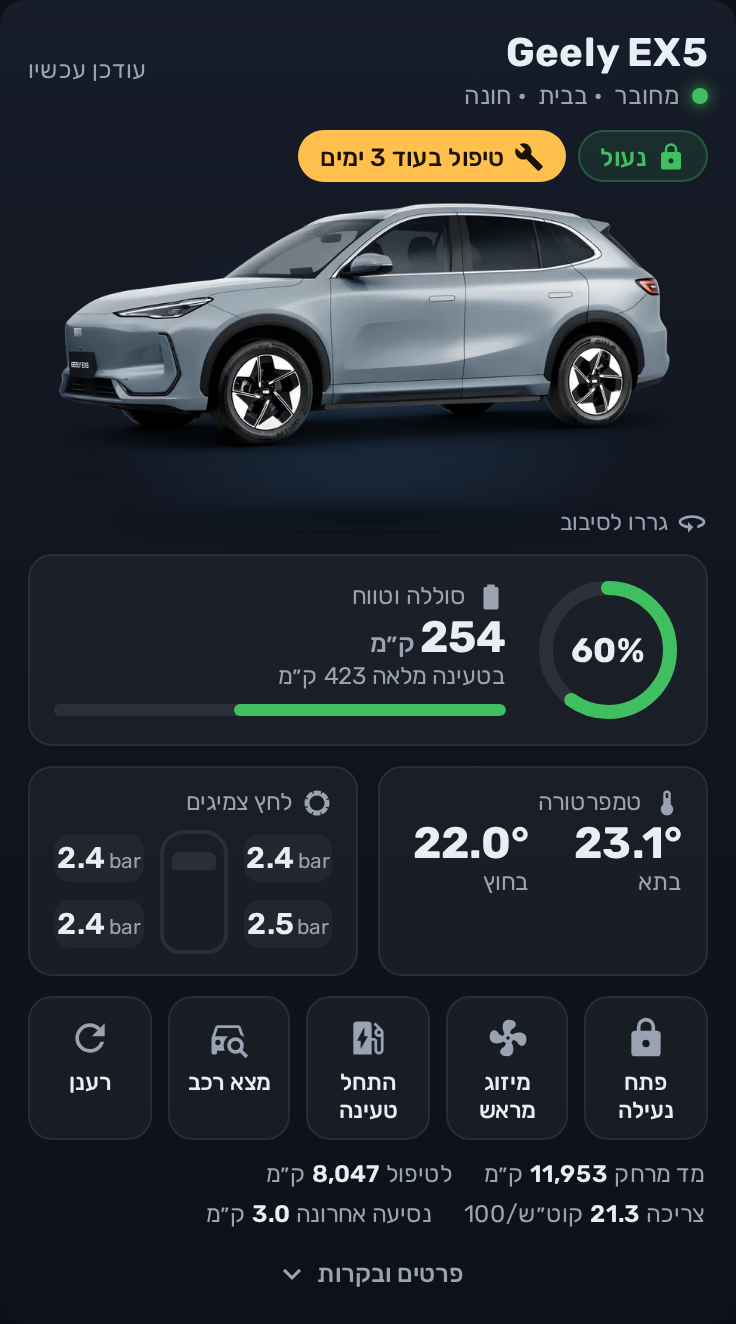 Geely EX5
עודכן עכשיו
מחובר • בבית • חונה
נעול
טיפול בעוד 3 ימים
GEELY EX5
גררו לסיבוב
60%
סוללה וטווח
254 ק״מ
בטעינה מלאה 423 ק״מ
טמפרטורה
23.1° 22.0°
בתא בחוץ
לחץ צמיגים
2.4 bar 2.4 bar
2.5 bar 2.4 bar
פתח נעילה
מיזוג מראש
התחל טעינה
מצא רכב
רענן
מד מרחק 11,953 ק״מ לטיפול 8,047 ק״מ
צריכה 21.3 קוט״ש/100 נסיעה אחרונה 3.0 ק״מ
פרטים ובקרות